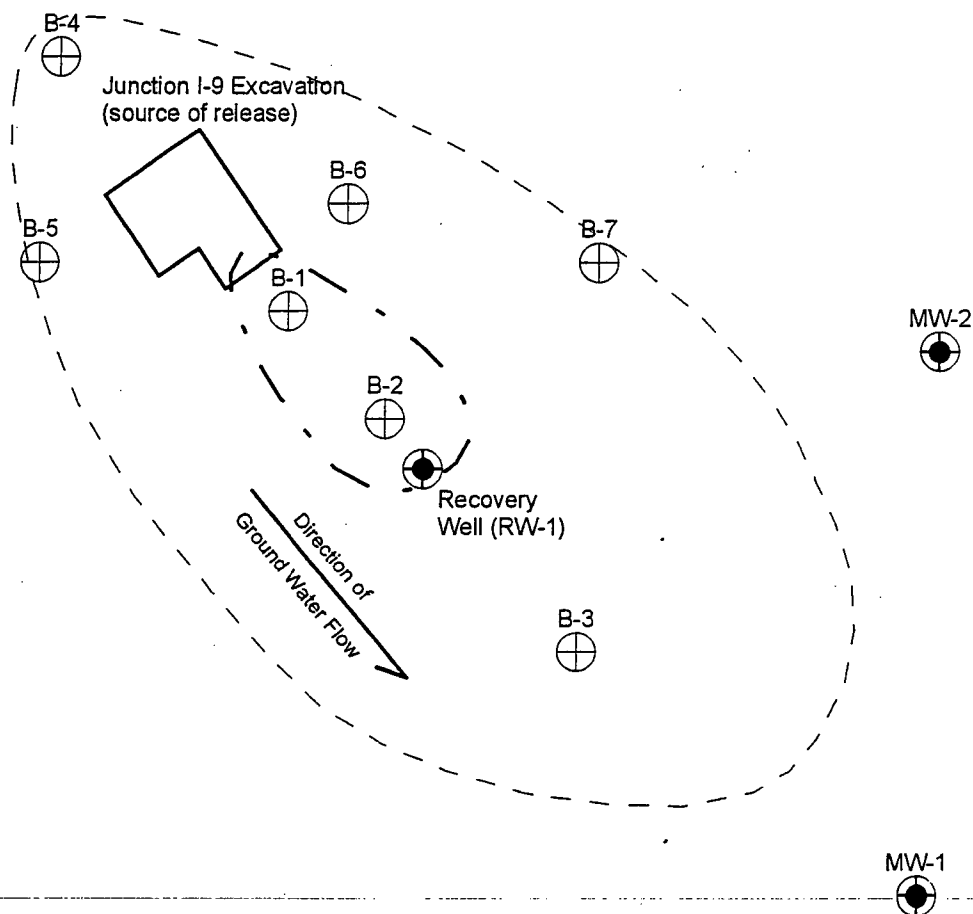 B-4
Junction I-9 Excavation
(source of release)
B-6
B-5
B-7
B-1
MW-2
B-2
Recovery
Well (RW-1)
Direction of
Ground Water Flow
B-3
MW-1